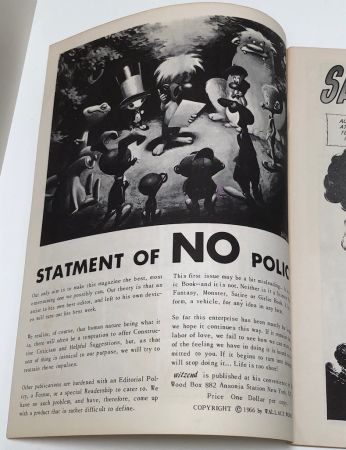 STATMENT OF NO POLIC
Our only aim is to make this magazine the best, most
entertaining one we possibly can. Our theory is that an
artist is his own best editor, and left to his own devic-
es will turn out his best work.
We realize, of course, that human nature being what it
is, there will often be a temptation to offer Construc-
tive Criticism and Helpful Suggestions, but, as that
sort of thing is inimical to our purpose, we will try to
restrain these impulses.
Other publications are burdened with an Editorial Pol-
icy, a Format, or a special Readership to cater to. We
have no such problem, and have, therefore, come up
with a product that is rather difficult to define.
This first issue may be a bit misleading.
ic Book—and it is not. Neither is it a
Fantasy, Monster, Satire or Girlie Book,
form, a vehicle, for any idea in any
So far this enterprise has been much
we hope it continues this way. If it
labor of love, we fail to see how we can
of the feeling we have in doing it is
mitted to you. If it begins to
will stop doing it... Life is too short!
witzend is published at his convenience
Wood Box 882 Ansonia Station New York,
Price One Dollar per
COPYRIGHT © 1966 by WALLACE
SA